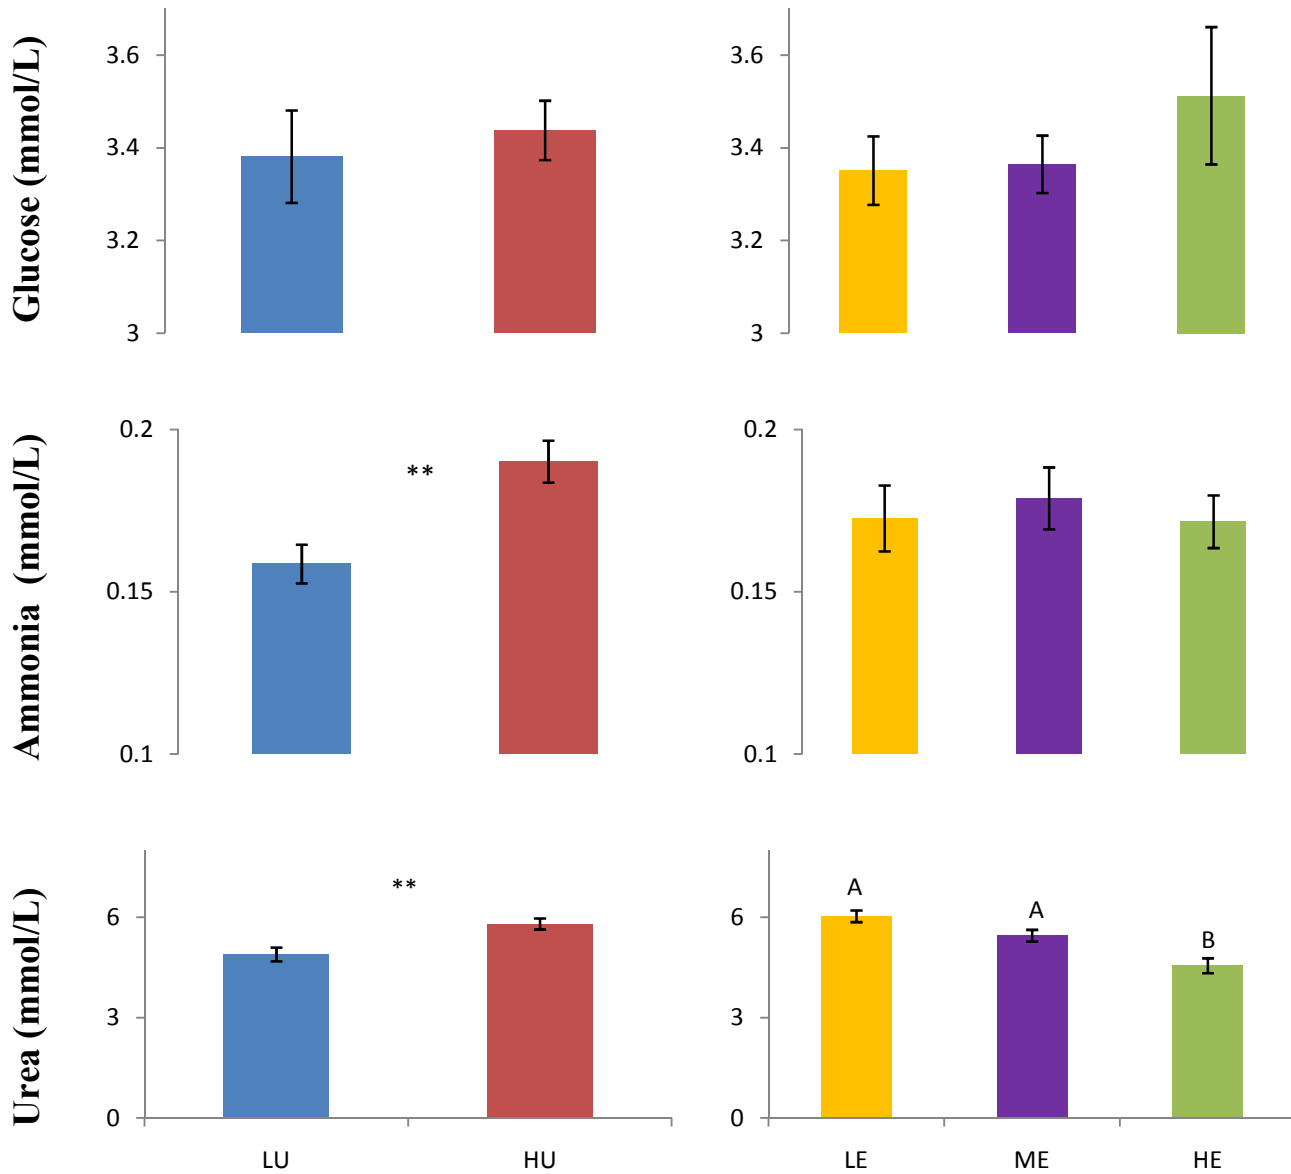 Glucose (mmol/L)
3.6
3.4
3.2
3
3.6
3.4
3.2
3
Ammonia (mmol/L)
0.2
0.15
0.1
**
0.2
0.15
0.1
Urea (mmol/L)
6
3
0
**
LU HU
6
3
0
A
A
B
LE ME HE